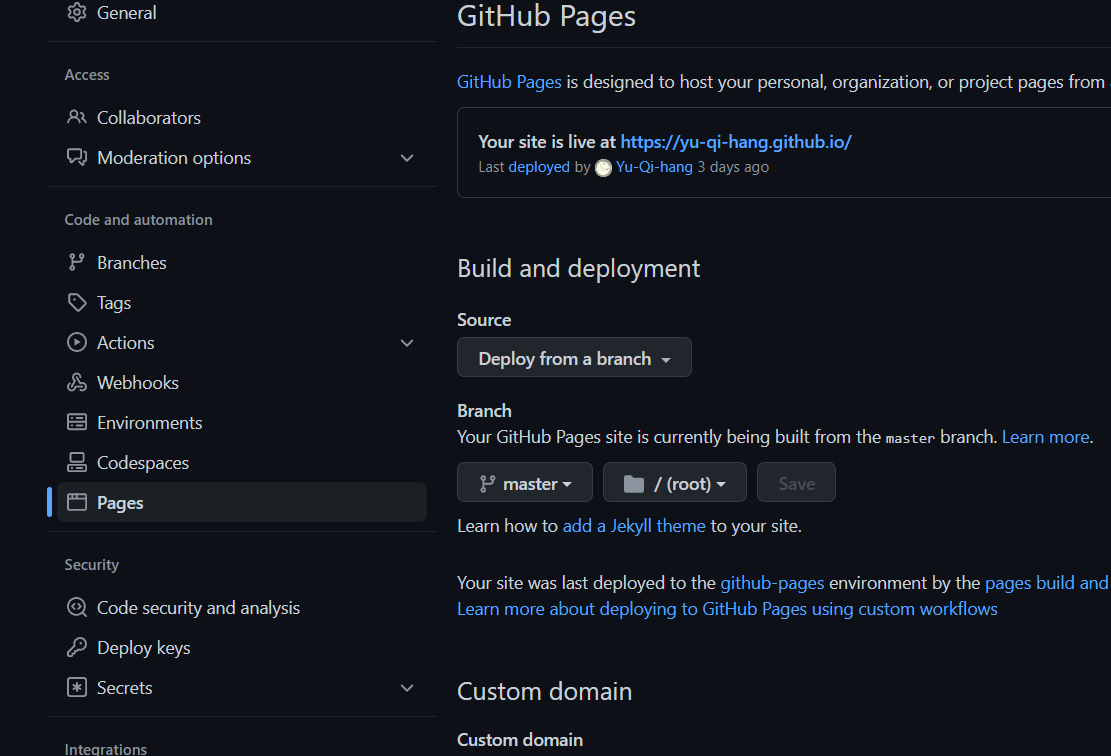 General
Access
Collaborators
Moderation options
Code and automation
Branches
Tags
Actions
Webhooks
Environments
Codespaces
Pages
Security
Code security and analysis
Deploy keys
Secrets
Integrations
GitHub Pages
GitHub Pages is designed to host your personal, organization, or project pages from
Your site is live at https://yu-qi-hang.github.io/
Last deployed by Yu-Qi-hang 3 days ago
Build and deployment
Source
Deploy from a branch
Branch
Your GitHub Pages site is currently being built from the master branch. Learn more.
master / (root) Save
Learn how to add a Jekyll theme to your site.
Your site was last deployed to the github-pages environment by the pages build and
Learn more about deploying to GitHub Pages using custom workflows
Custom domain
Custom domain